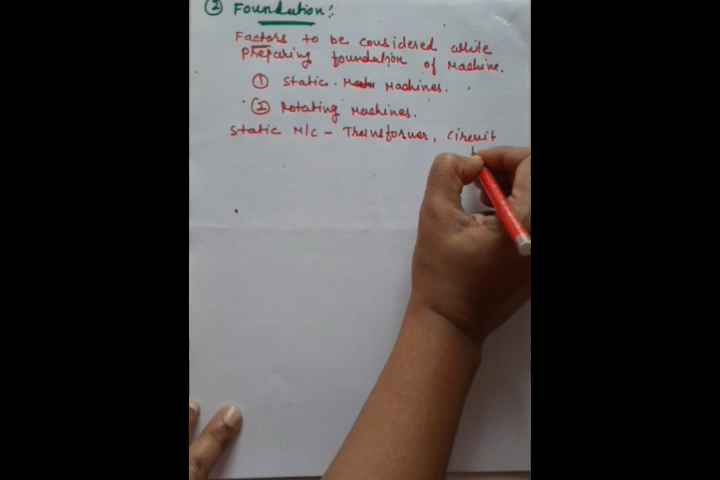 ② Foundation:
Factors to be considered while
preparing foundation of Machine.
① Static Machines.
② Rotating Machines.
Static M/C - Transformer, Circuit